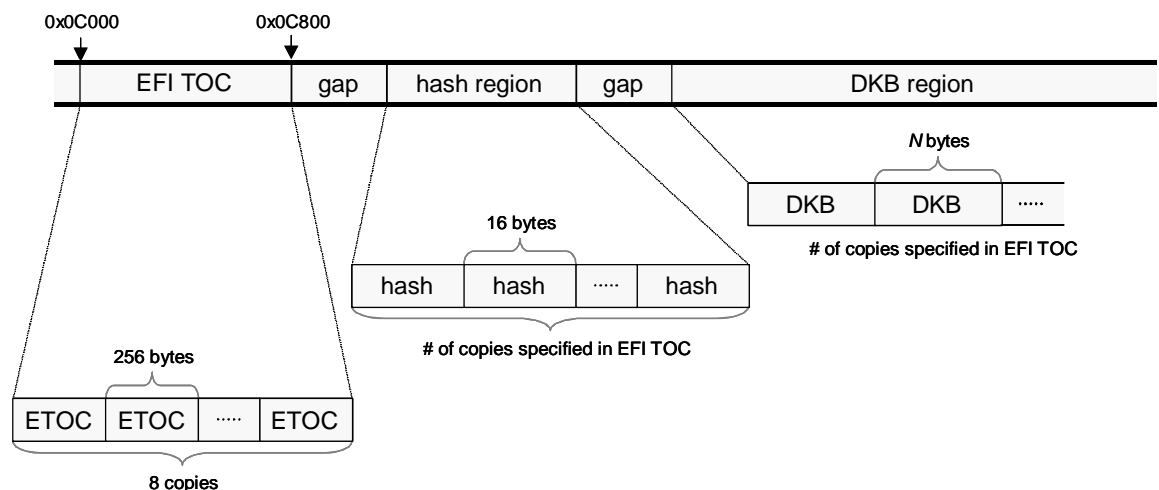 0x0C000 0x0C800
EFI TOC gap hash region gap DKB region
N bytes
DKB DKB ·····
# of copies specified in EFI TOC
16 bytes
hash hash ····· hash
# of copies specified in EFI TOC
256 bytes
ETOC ETOC ····· ETOC
8 copies